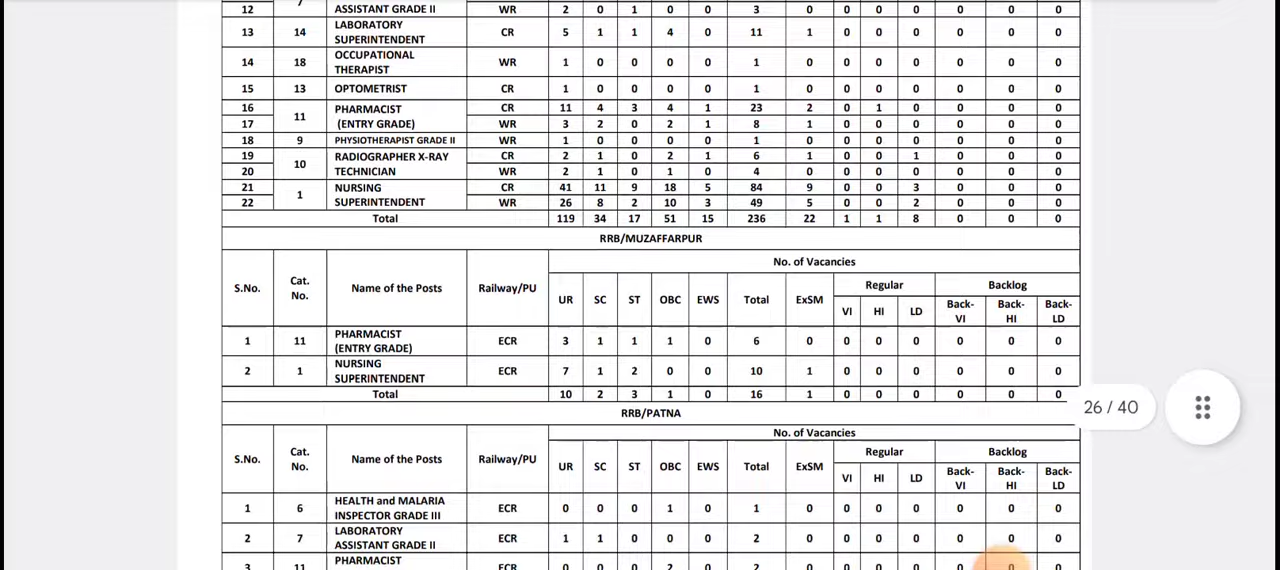 12 7 ASSISTANT GRADE II WR 2 0 1 0 0 3 0 0 0 0 0 0 0
13 14 LABORATORY SUPERINTENDENT CR 5 1 1 4 0 11 1 0 0 0 0 0 0
14 18 OCCUPATIONAL THERAPIST WR 1 0 0 0 0 1 0 0 0 0 0 0 0
15 13 OPTOMETRIST CR 1 0 0 0 0 1 0 0 0 0 0 0 0
16 11 PHARMACIST CR 11 4 3 4 1 23 2 0 1 0 0 0 0
17 (ENTRY GRADE) WR 3 2 0 2 1 8 1 0 0 0 0 0 0
18 9 PHYSIOTHERAPIST GRADE II WR 1 0 0 0 0 1 0 0 0 0 0 0 0
19 10 RADIOGRAPHER X-RAY CR 2 1 0 2 1 6 1 0 0 1 0 0 0
20 TECHNICIAN WR 2 1 0 1 0 4 0 0 0 0 0 0 0
21 1 NURSING CR 41 11 9 18 5 84 9 0 0 3 0 0 0
22 SUPERINTENDENT WR 26 8 2 10 3 49 5 0 0 2 0 0 0
Total 119 34 17 51 15 236 22 1 1 8 0 0 0
RRB/MUZAFFARPUR
S.No. Cat. No. Name of the Posts Railway/PU No. of Vacancies
UR SC ST OBC EWS Total ExSM Regular Backlog
VI HI LD Back-VI Back-HI Back-LD
1 11 PHARMACIST (ENTRY GRADE) ECR 3 1 1 1 0 6 0 0 0 0 0 0 0
2 1 NURSING SUPERINTENDENT ECR 7 1 2 0 0 10 1 0 0 0 0 0 0
Total 10 2 3 1 0 16 1 0 0 0 0 0 0
26 / 40
RRB/PATNA
S.No. Cat. No. Name of the Posts Railway/PU No. of Vacancies
UR SC ST OBC EWS Total ExSM Regular Backlog
VI HI LD Back-VI Back-HI Back-LD
1 6 HEALTH and MALARIA INSPECTOR GRADE III ECR 0 0 0 1 0 1 0 0 0 0 0 0 0
2 7 LABORATORY ASSISTANT GRADE II ECR 1 1 0 0 0 2 0 0 0 0 0 0 0
3 11 PHARMACIST ECR 0 0 0 2 0 2 0 0 0 0 0 0 0